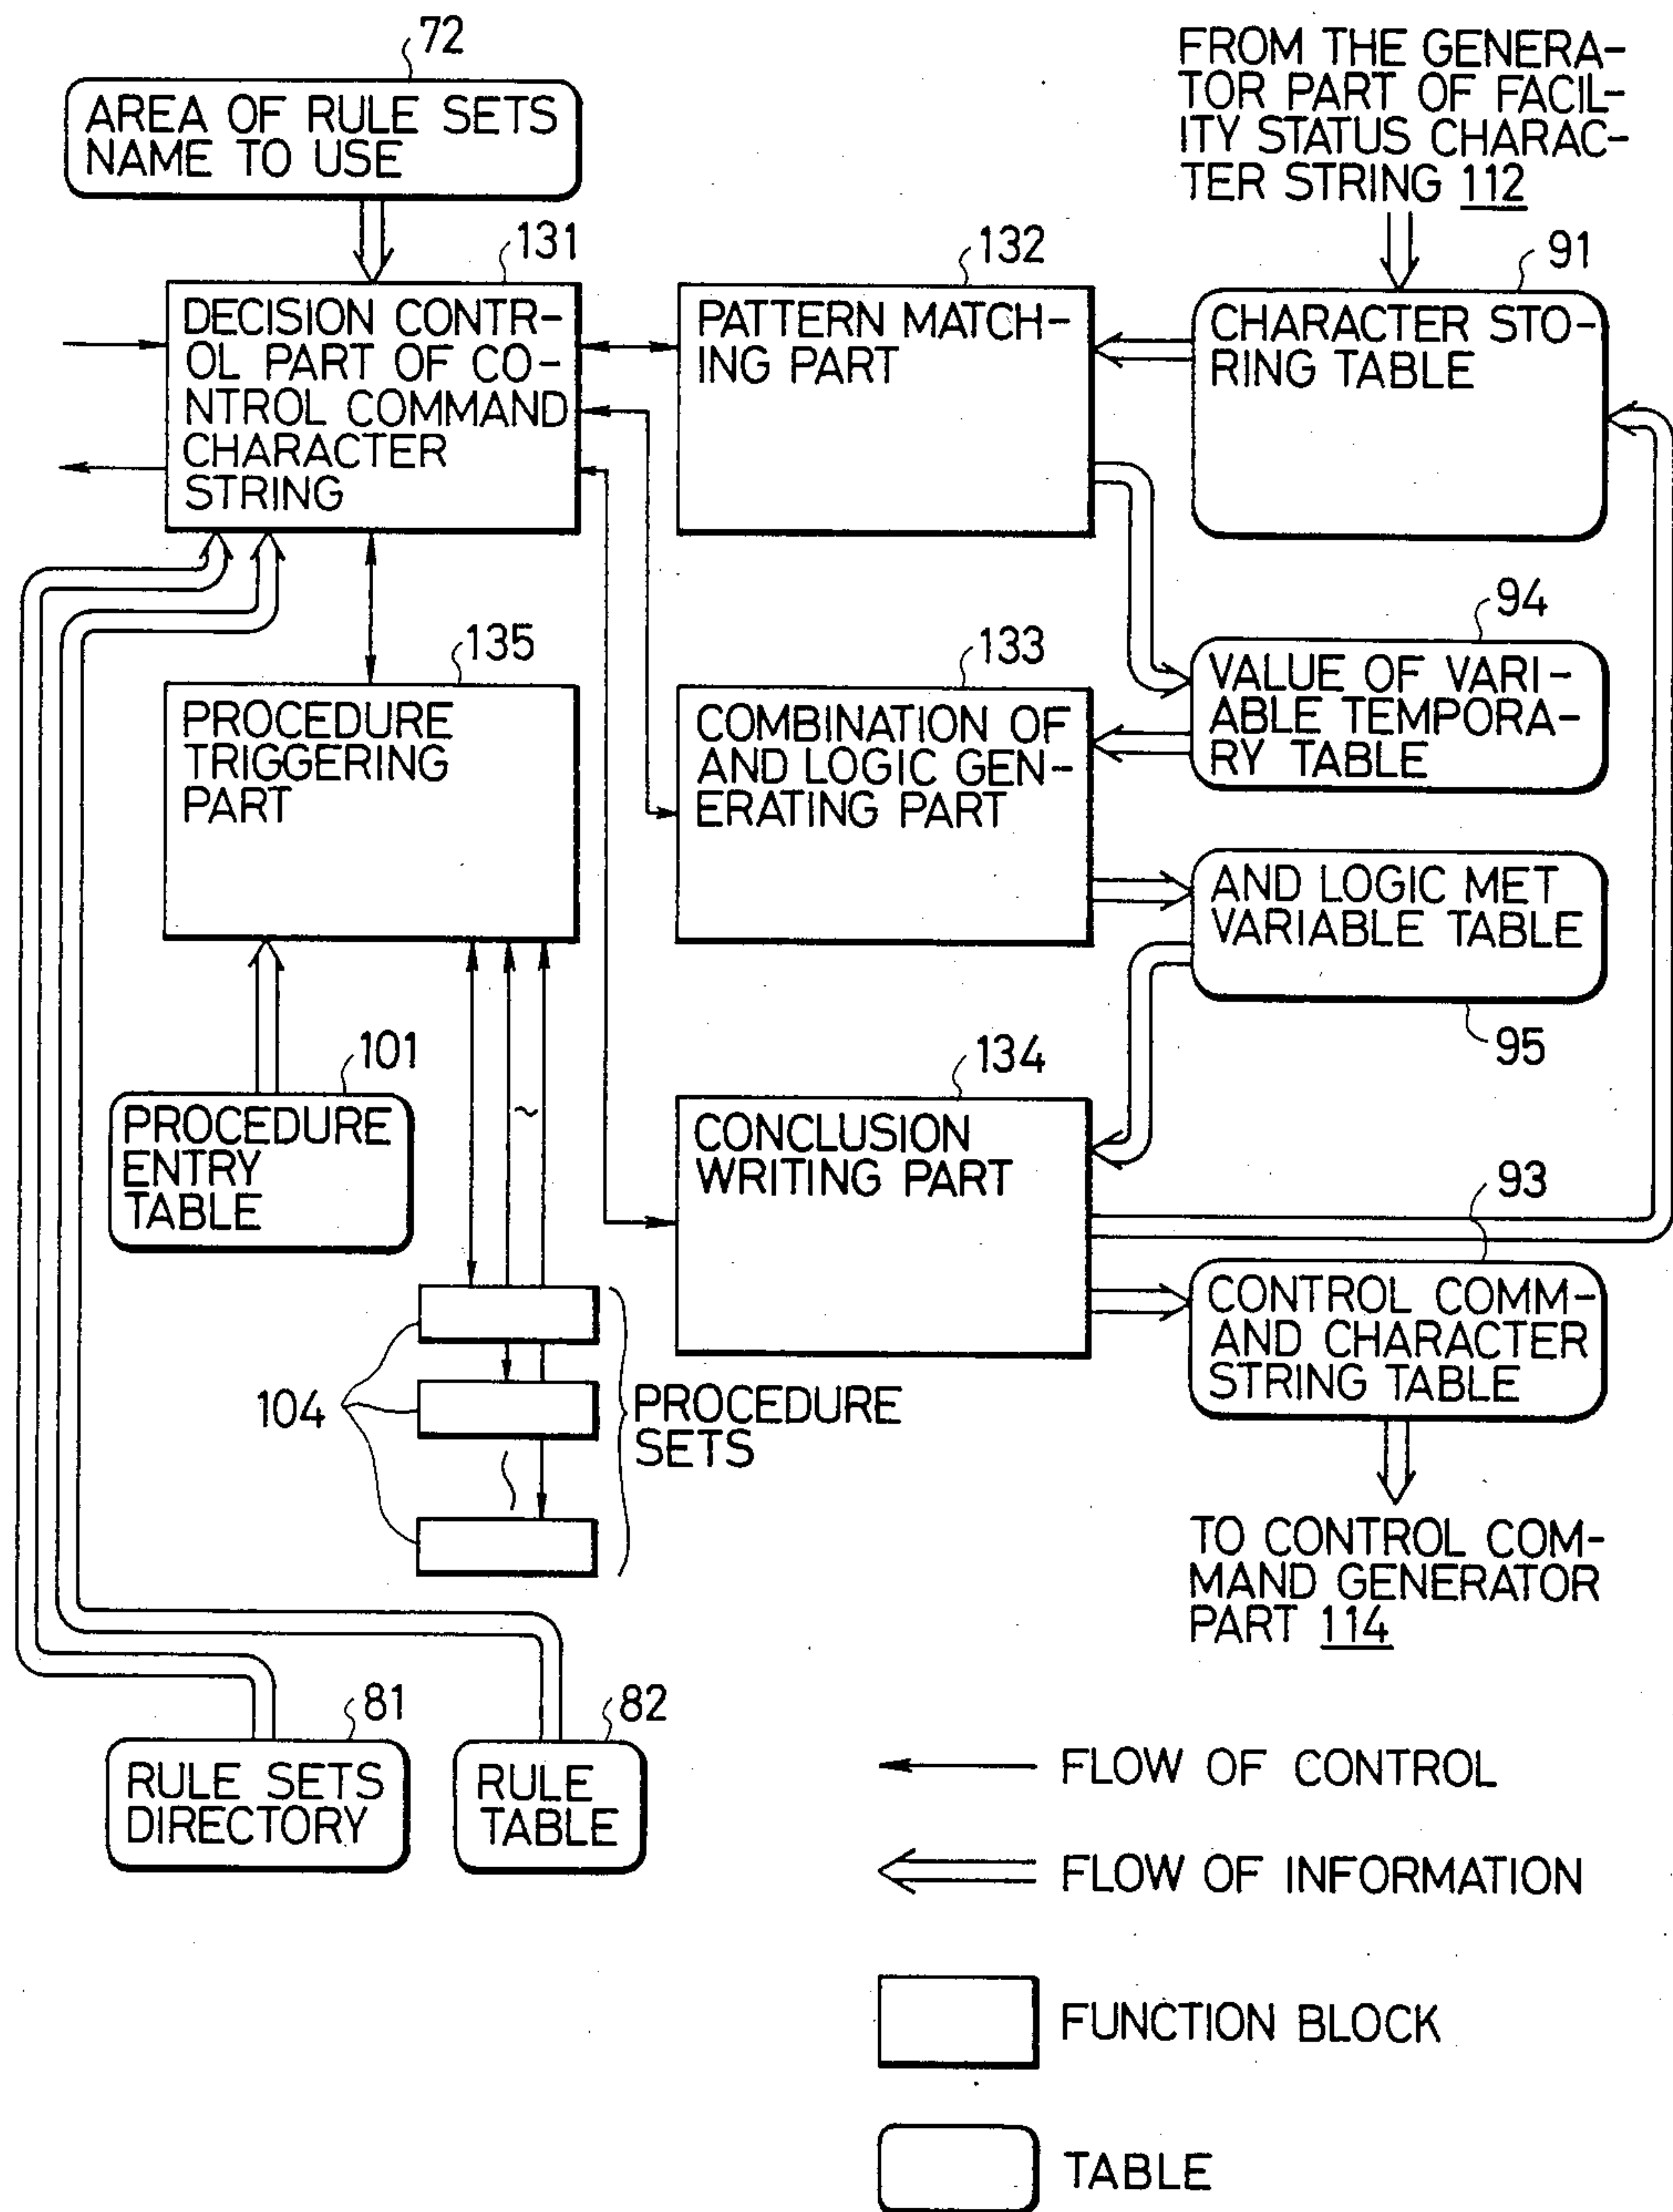 72
AREA OF RULE SETS
NAME TO USE
FROM THE GENERA-
TOR PART OF FACIL-
ITY STATUS CHARAC-
TER STRING 112
131
DECISION CONTR-
OL PART OF CO-
NTROL COMMAND
CHARACTER
STRING
132
PATTERN MATCH-
ING PART
91
CHARACTER STO-
RING TABLE
94
VALUE OF VARI-
ABLE TEMPORA-
RY TABLE
135
PROCEDURE
TRIGGERING
PART
133
COMBINATION OF
AND LOGIC GEN-
ERATING PART
AND LOGIC MET
VARIABLE TABLE
95
101
PROCEDURE
ENTRY
TABLE
134
CONCLUSION
WRITING PART
93
CONTROL COMM-
AND CHARACTER
STRING TABLE
104
PROCEDURE
SETS
TO CONTROL COM-
MAND GENERATOR
PART 114
81
RULE SETS
DIRECTORY
82
RULE
TABLE
FLOW OF CONTROL
FLOW OF INFORMATION
FUNCTION BLOCK
TABLE